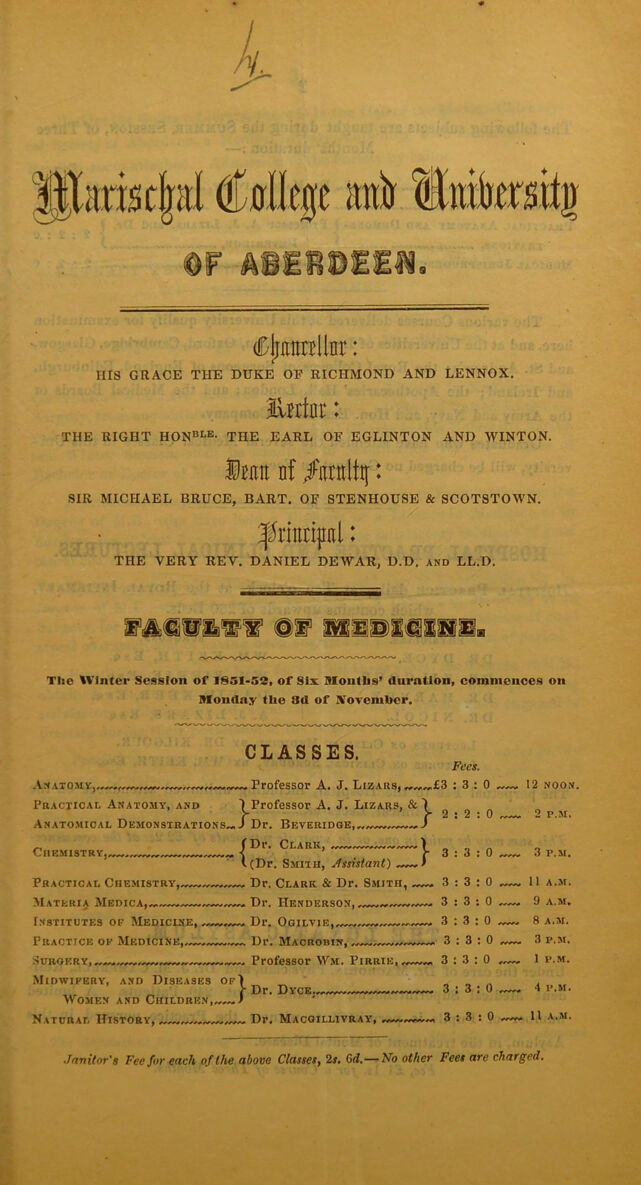 h.
Marischal College and University
OF ABERDEEN.
Chancellor:
HIS GRACE THE DUKE OF RICHMOND AND LENNOX.
Rector:
THE RIGHT HONBLE. THE EARL OF EGLINTON AND WINTON.
Dean of Faculty:
SIR MICHAEL BRUCE, BART. OF STENHOUSE & SCOTSTOWN.
Principal:
THE VERY REV. DANIEL DEWAR, D.D. AND LL.D.
FACULTY OF MEDICINE.
The Winter Session of 1851-52, of Six Months' duration, commences on
Monday the 3d of November.
CLASSES.
Fees.
ANATOMY, Professor A. J. LIZARS, £3 : 3 : 0 12 NOON.
PRACTICAL ANATOMY, AND } Professor A. J. LIZARS, & }
ANATOMICAL DEMONSTRATIONS } Dr. BEVERIDGE, } 2 : 2 : 0 2 P.M.
CHEMISTRY, { Dr. CLARK, }
{ (Dr. SMITH, Assistant) } 3 : 3 : 0 3 P.M.
PRACTICAL CHEMISTRY, Dr. CLARK & Dr. SMITH, 3 : 3 : 0 11 A.M.
MATERIA MEDICA, Dr. HENDERSON, 3 : 3 : 0 9 A.M.
INSTITUTES OF MEDICINE, Dr. OGILVIE, 3 : 3 : 0 8 A.M.
PRACTICE OF MEDICINE, Dr. MACROBIN, 3 : 3 : 0 3 P.M.
SURGERY, Professor WM. PIRRIE, 3 : 3 : 0 1 P.M.
MIDWIFERY, AND DISEASES OF }
WOMEN AND CHILDREN, } Dr. DYCE, 3 : 3 : 0 4 P.M.
NATURAL HISTORY, Dr. MACGILLIVRAY, 3 : 3 : 0 11 A.M.
Janitor's Fee for each of the above Classes, 2s. 6d.—No other Fees are charged.